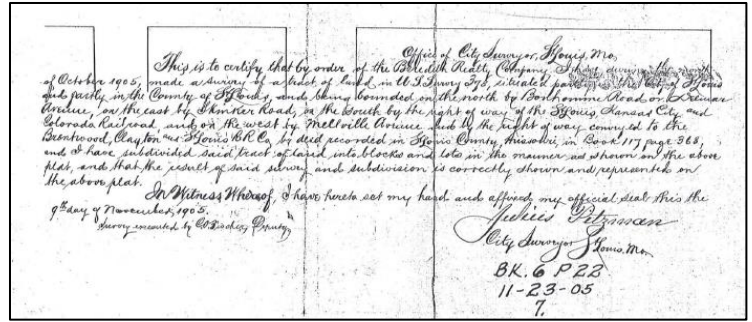 Office of City Surveyor, St Louis, Mo.
This is to certify that by order of the Realty Company, I have during the month
of October 1905, made a survey of a tract of land in U.S. Survey 378, situated partly in the City of St Louis
and partly in the County of St Louis, and being bounded on the north by Bonhomme Road or Delmar
Avenue, on the east by Skinker Road, on the South by the right of way of the St Louis, Kansas City and
Colorado Railroad, and on the west by Melville Avenue and by the right of way conveyed to the
Brentwood, Clayton and St Louis RR Co, by deed recorded in St Louis County, Missouri, in Book 117 page 368,
and I have subdivided said tract of land into blocks and lots in the manner as shown on the above
plat, and that the result of said survey and subdivision is correctly shown and represented on
the above plat.
In Witness Whereof, I have hereto set my hand and affixed my official seal this the
9th day of November, 1905.
Survey executed by Deputy
Julius Pitzman
City Surveyor St Louis, Mo.
BK. 6 P 22
11-23-05
7.